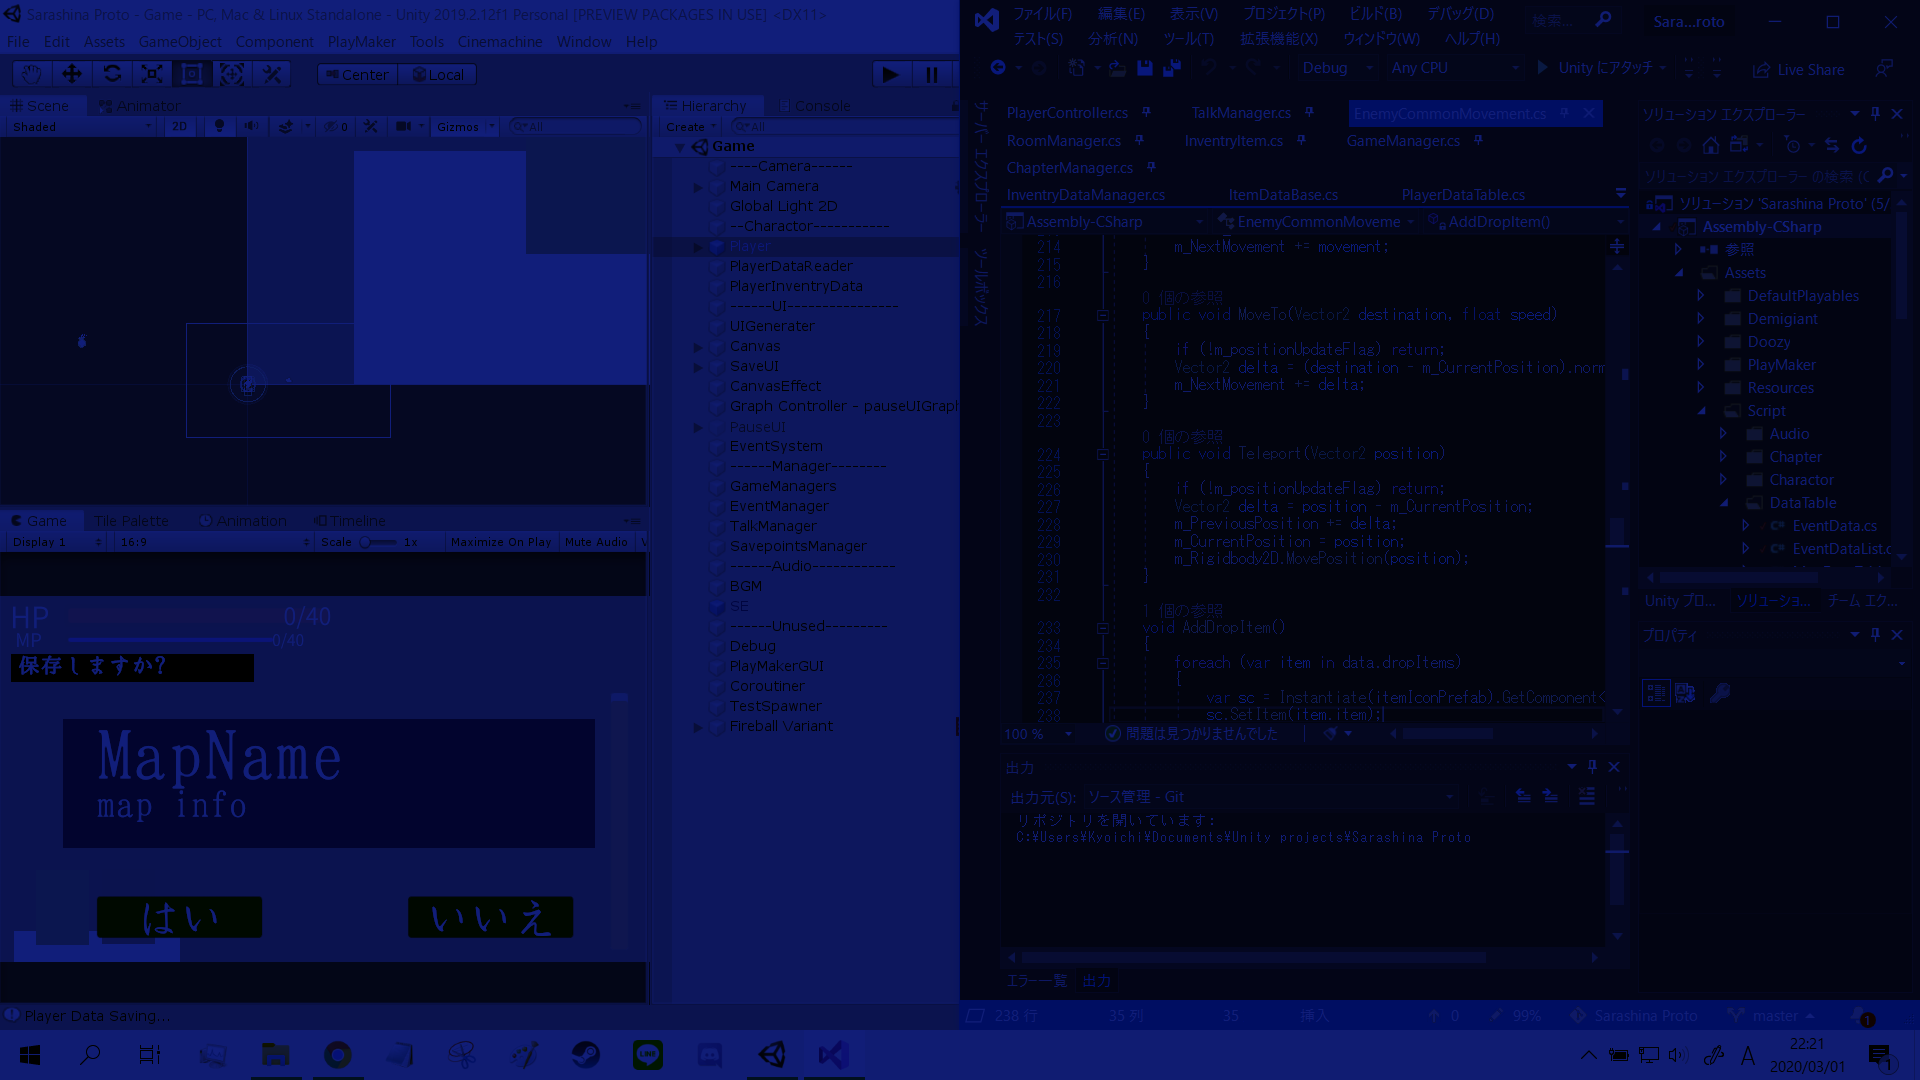 Sarashina Proto - Game - PC, Mac & Linux Standalone - Unity 2019.2.12f1 Personal [PREVIEW PACKAGES IN USE] <DX11>
File Edit Assets GameObject Component PlayMaker Tools Cinemachine Window Help
Center Local
Scene Animator
Shaded 2D 0 Gizmos All
Hierarchy Console
Create All
Game
----Camera------
Main Camera
Global Light 2D
--Charactor-----------
Player
PlayerDataReader
PlayerInventryData
------UI----------------
UIGenerater
Canvas
SaveUI
CanvasEffect
Graph Controller - pauseUIGraph
PauseUI
EventSystem
------Manager--------
GameManagers
EventManager
TalkManager
SavepointsManager
------Audio------------
BGM
SE
------Unused---------
Debug
PlayMakerGUI
Coroutiner
TestSpawner
Fireball Variant
Game Tile Palette Animation Timeline
Display 1 16:9 Scale 1x Maximize On Play Mute Audio
HP 0/40
MP 0/40
保存しますか?
MapName
map info
はい いいえ
Player Data Saving...
ファイル(F) 編集(E) 表示(V) プロジェクト(P) ビルド(B) デバッグ(D) 検索... Sara...roto
テスト(S) 分析(N) ツール(T) 拡張機能(X) ウィンドウ(W) ヘルプ(H)
Debug Any CPU Unity にアタッチ Live Share
サーバー エクスプローラー
ツールボックス
PlayerController.cs TalkManager.cs EnemyCommonMovement.cs
RoomManager.cs InventryItem.cs GameManager.cs
ChapterManager.cs
InventryDataManager.cs ItemDataBase.cs PlayerDataTable.cs
Assembly-CSharp EnemyCommonMoveme AddDropItem()
214 m_NextMovement += movement;
215 }
216
0 個の参照
217 public void MoveTo(Vector2 destination, float speed)
218 {
219 if (!m_positionUpdateFlag) return;
220 Vector2 delta = (destination - m_CurrentPosition).norm
221 m_NextMovement += delta;
222 }
223
0 個の参照
224 public void Teleport(Vector2 position)
225 {
226 if (!m_positionUpdateFlag) return;
227 Vector2 delta = position - m_CurrentPosition;
228 m_PreviousPosition += delta;
229 m_CurrentPosition = position;
230 m_Rigidbody2D.MovePosition(position);
231 }
232
1 個の参照
233 void AddDropItem()
234 {
235 foreach (var item in data.dropItems)
236 {
237 var sc = Instantiate(itemIconPrefab).GetComponent<
238 sc.SetItem(item.item);
100 % 問題は見つかりませんでした
出力
出力元(S): ソース管理 - Git
リポジトリを開いています:
C:¥Users¥Kyoichi¥Documents¥Unity projects¥Sarashina Proto
エラー一覧 出力
ソリューション エクスプローラー
ソリューション エクスプローラー の検索 (C
ソリューション 'Sarashina Proto' (5/
Assembly-CSharp
参照
Assets
DefaultPlayables
Demigiant
Doozy
PlayMaker
Resources
Script
Audio
Chapter
Charactor
DataTable
EventData.cs
EventDataList.c
Unity プロ... ソリューショ... チーム エク...
プロパティ
238 行 35 列 35 挿入 0 99% Sarashina Proto master 1
LINE A 22:21
2020/03/01 1